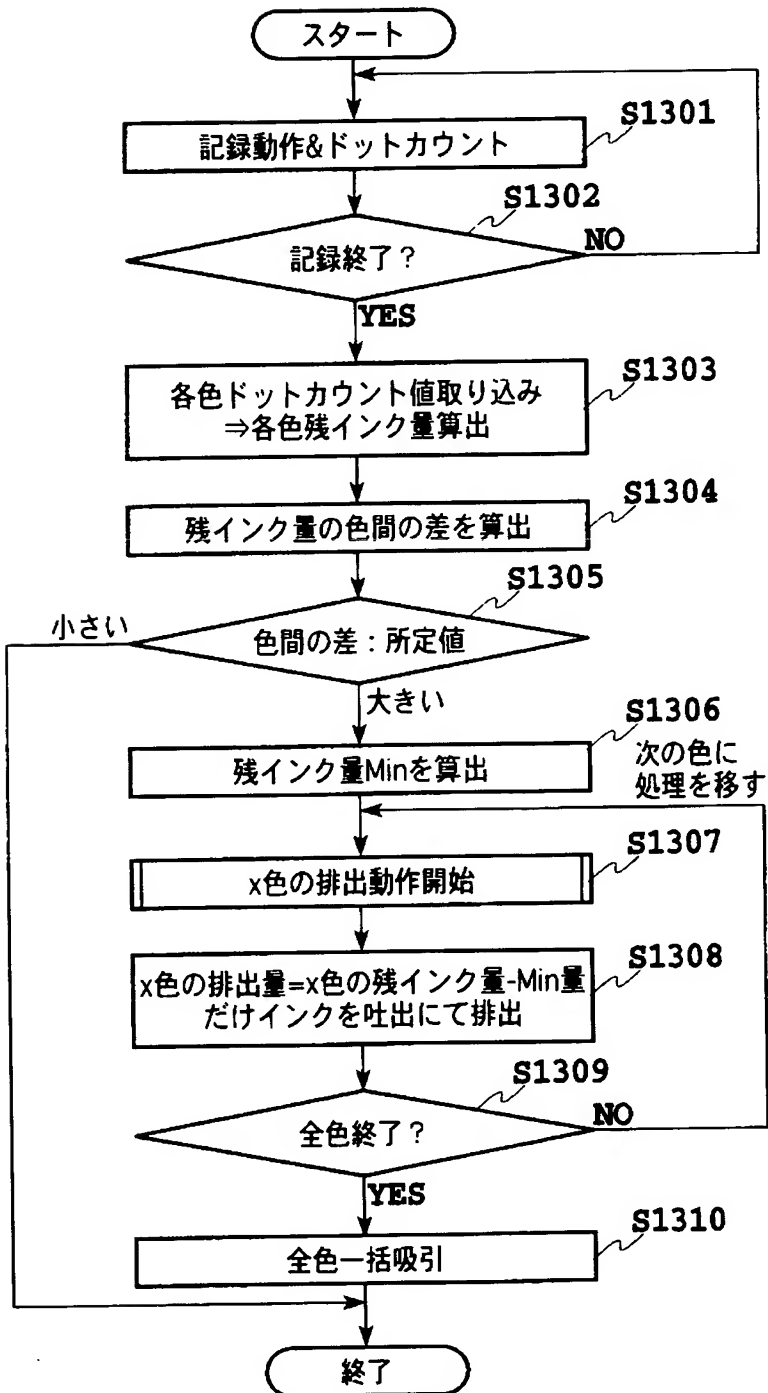 スタート
S1301
記録動作&ドットカウント
S1302
記録終了?
NO
YES
S1303
各色ドットカウント値取り込み
⇒各色残インク量算出
S1304
残インク量の色間の差を算出
S1305
小さい
色間の差:所定値
大きい
S1306
残インク量Minを算出
次の色に
処理を移す
S1307
x色の排出動作開始
S1308
x色の排出量=x色の残インク量-Min量
だけインクを吐出にて排出
S1309
全色終了?
NO
YES
S1310
全色一括吸引
終了